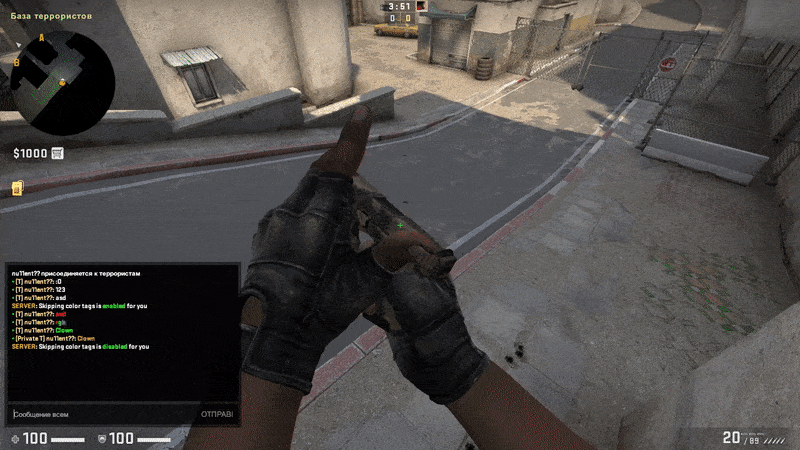 3:51
База террористов
0 0
A
B
$1000
nu11ent?? присоединяется к террористам
• [T] nu11ent??: :0
• [T] nu11ent??: 123
• [T] nu11ent??: asd
SERVER: Skipping color tags is enabled for you
• [T] nu11ent??: asd
• [T] nu11ent??: rgb
• [T] nu11ent??: Clown
• [Private T] nu11ent??: Clown
SERVER: Skipping color tags is disabled for you
Сообщение всем
ОТПРАВІ
100 100
20 / 89